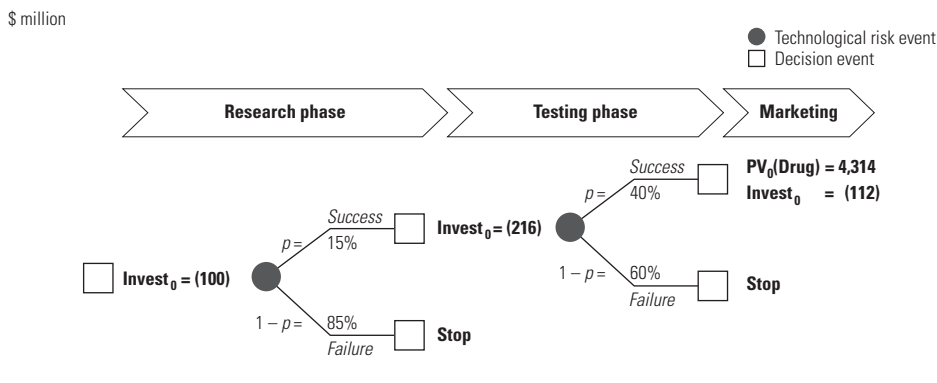 $ million
Technological risk event
Decision event
Research phase
Testing phase
Marketing
Success
p =
40%
PV0(Drug) = 4,314
Invest0 = (112)
Success
p =
15%
Invest0 = (216)
1 – p =
60%
Failure
Stop
Invest0 = (100)
1 – p =
85%
Failure
Stop